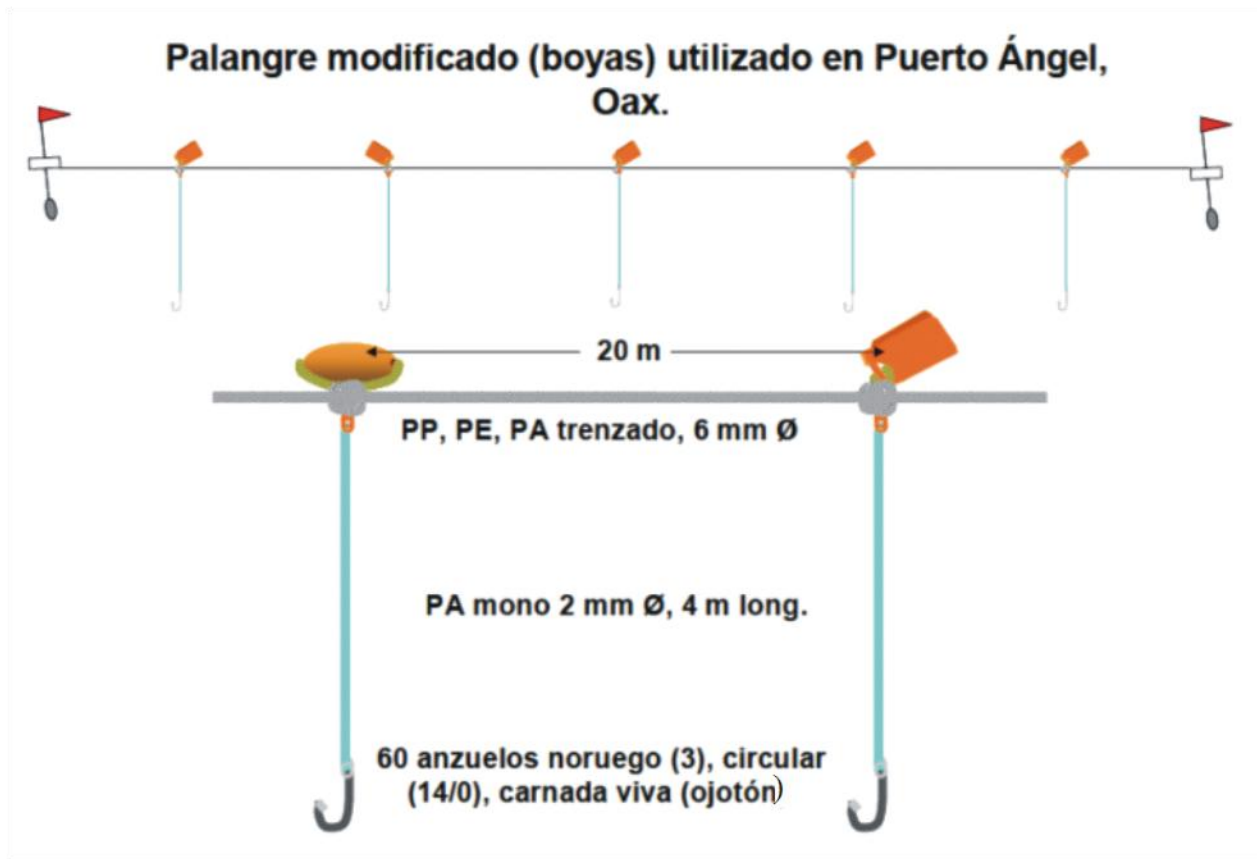 Palangre modificado (boyas) utilizado en Puerto Ángel,
Oax.
20 m
PP, PE, PA trenzado, 6 mm Ø
PA mono 2 mm Ø, 4 m long.
60 anzuelos noruego (3), circular
(14/0), carnada viva (ojotón)